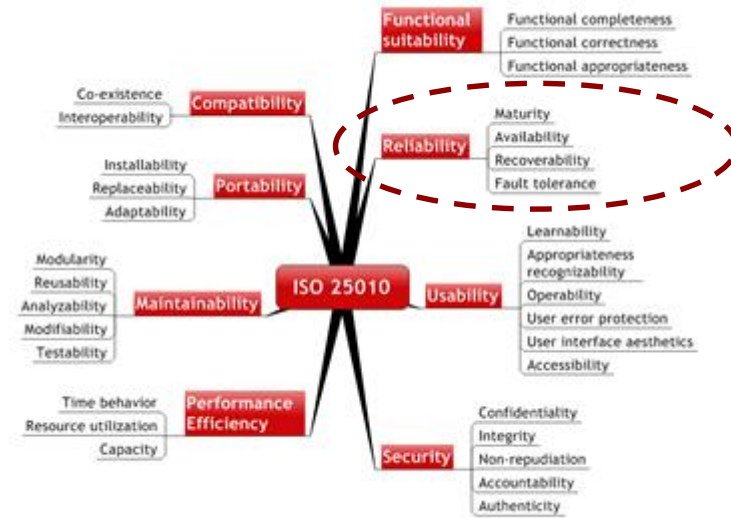 Functional
suitability
Functional completeness
Functional correctness
Functional appropriateness
Compatibility
Co-existence
Interoperability
Reliability
Maturity
Availability
Recoverability
Fault tolerance
Portability
Installability
Replaceability
Adaptability
ISO 25010
Usability
Learnability
Appropriateness
recognizability
Operability
User error protection
User interface aesthetics
Accessibility
Maintainability
Modularity
Reusability
Analyzability
Modifiability
Testability
Performance
Efficiency
Time behavior
Resource utilization
Capacity
Security
Confidentiality
Integrity
Non-repudiation
Accountability
Authenticity